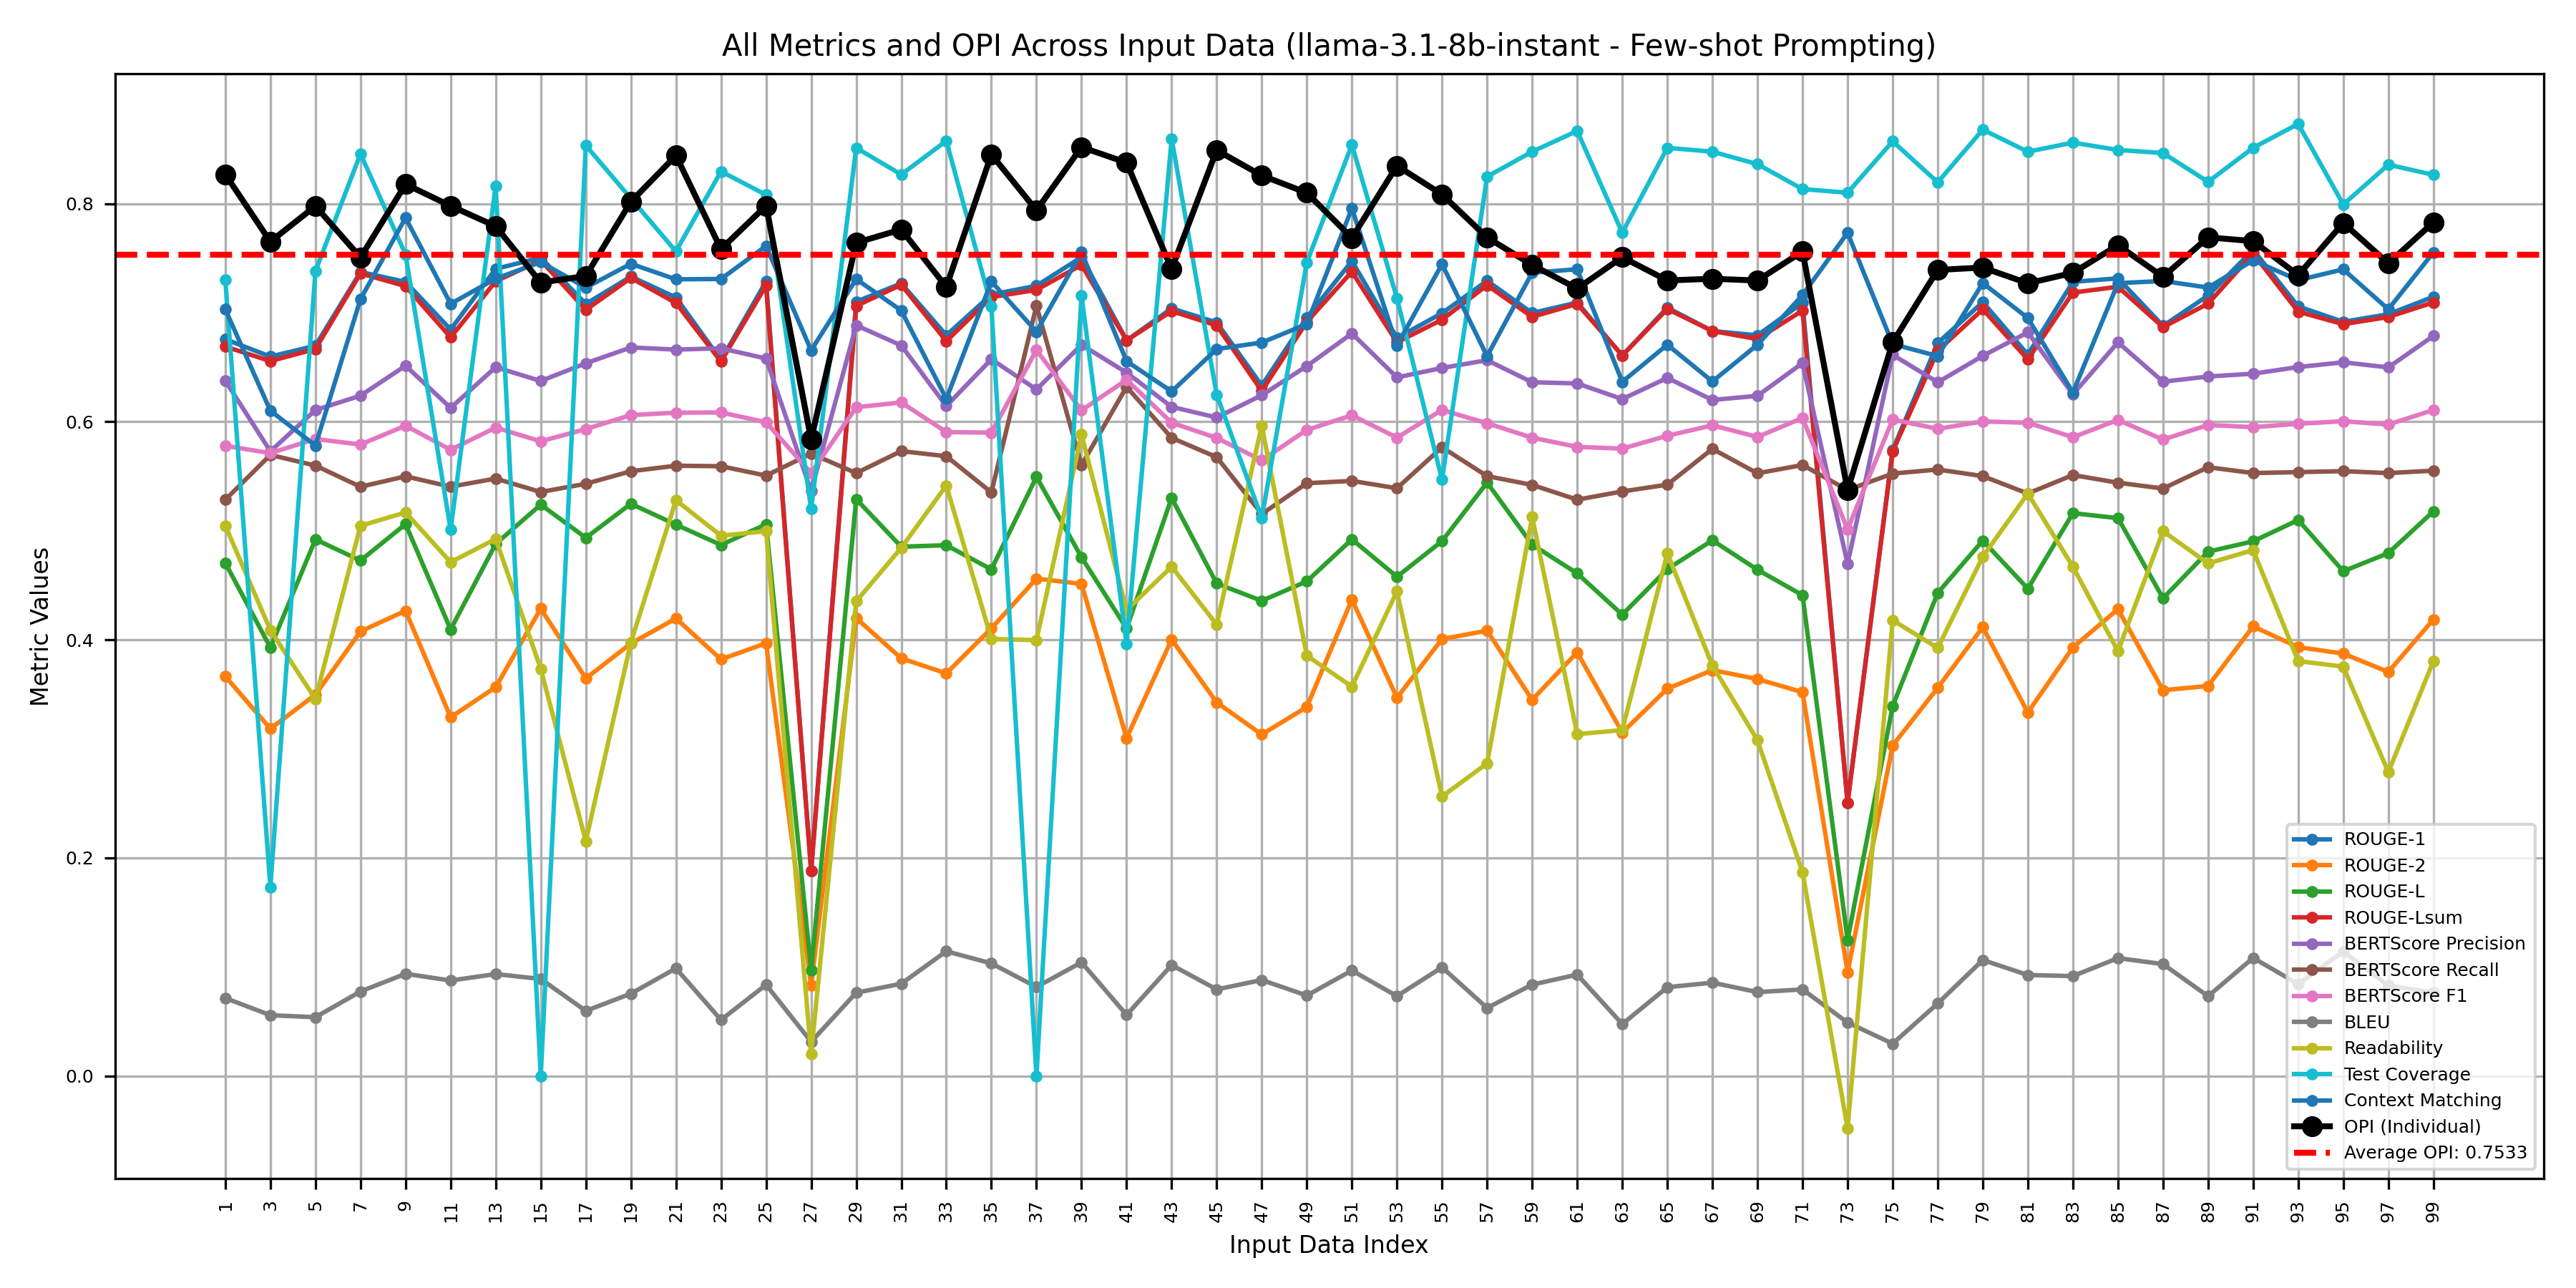 All Metrics and OPI Across Input Data (llama-3.1-8b-instant - Few-shot Prompting)
Metric Values
0.8
0.6
0.4
0.2
0.0
ROUGE-1
ROUGE-2
ROUGE-L
ROUGE-Lsum
BERTScore Precision
BERTScore Recall
BERTScore F1
BLEU
Readability
Test Coverage
Context Matching
OPI (Individual)
Average OPI: 0.7533
1 3 5 7 9 11 13 15 17 19 21 23 25 27 29 31 33 35 37 39 41 43 45 47 49 51 53 55 57 59 61 63 65 67 69 71 73 75 77 79 81 83 85 87 89 91 93 95 97 99
Input Data Index